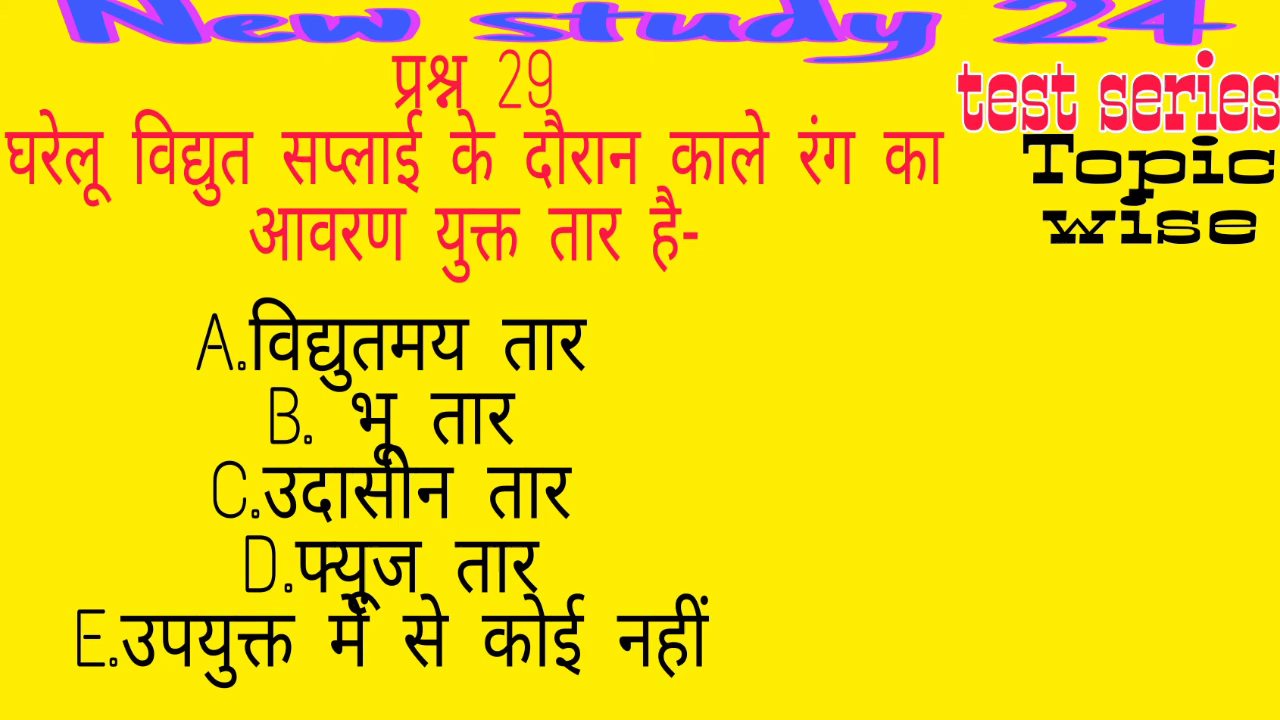 New study 24
test series
Topic
wise
प्रश्न 29
घरेलू विद्युत सप्लाई के दौरान काले रंग का
आवरण युक्त तार है-
A.विद्युतमय तार
B. भू तार
C.उदासीन तार
D.फ्यूज तार
E.उपयुक्त में से कोई नहीं